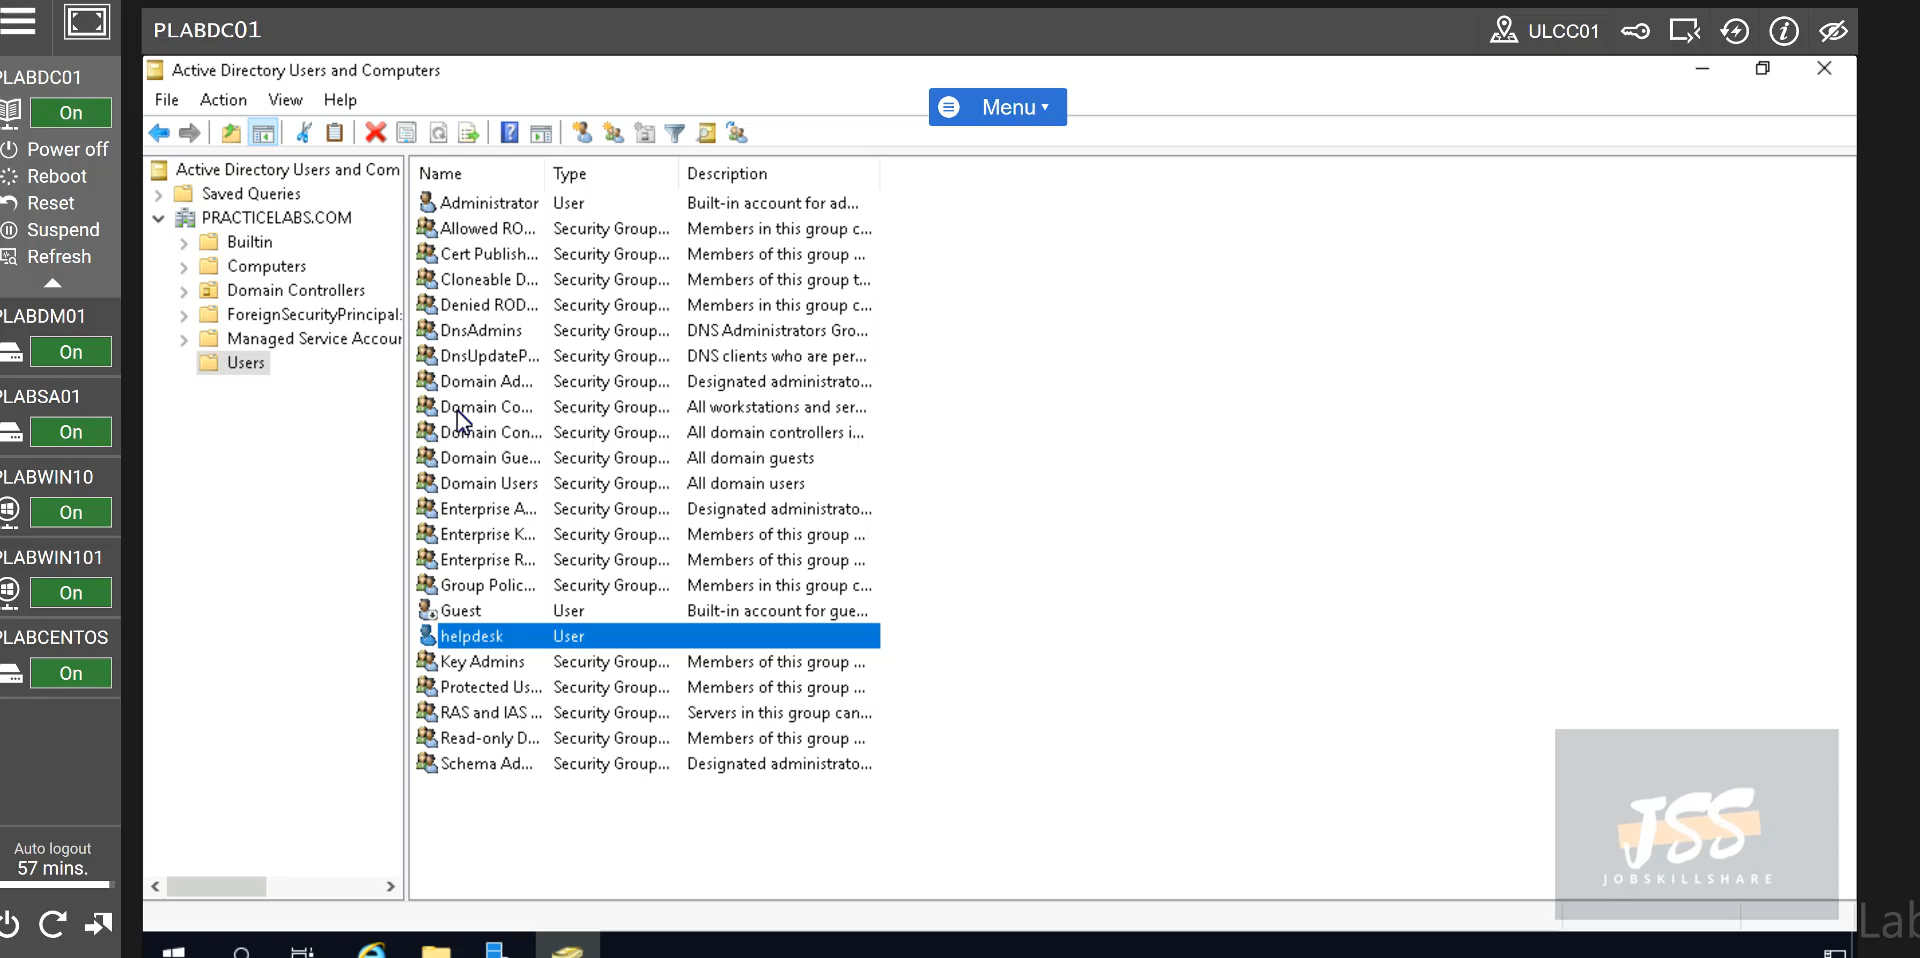 PLABDC01
ULCC01
PLABDC01
On
Power off
Reboot
Reset
Suspend
Refresh
PLABDM01
On
PLABSA01
On
PLABWIN10
On
PLABWIN101
On
PLABCENTOS
On
Auto logout
57 mins.
Active Directory Users and Computers
File Action View Help
Menu
Active Directory Users and Com
Saved Queries
PRACTICELABS.COM
Builtin
Computers
Domain Controllers
ForeignSecurityPrincipal:
Managed Service Accour
Users
Name Type Description
Administrator User Built-in account for ad...
Allowed RO... Security Group... Members in this group c...
Cert Publish... Security Group... Members of this group ...
Cloneable D... Security Group... Members of this group t...
Denied ROD... Security Group... Members in this group c...
DnsAdmins Security Group... DNS Administrators Gro...
DnsUpdateP... Security Group... DNS clients who are per...
Domain Ad... Security Group... Designated administrato...
Domain Co... Security Group... All workstations and ser...
Domain Con... Security Group... All domain controllers i...
Domain Gue... Security Group... All domain guests
Domain Users Security Group... All domain users
Enterprise A... Security Group... Designated administrato...
Enterprise K... Security Group... Members of this group ...
Enterprise R... Security Group... Members of this group ...
Group Polic... Security Group... Members in this group c...
Guest User Built-in account for gue...
helpdesk User
Key Admins Security Group... Members of this group ...
Protected Us... Security Group... Members of this group ...
RAS and IAS ... Security Group... Servers in this group can...
Read-only D... Security Group... Members of this group ...
Schema Ad... Security Group... Designated administrato...
JSS
JOBSKILLSHARE
Lab